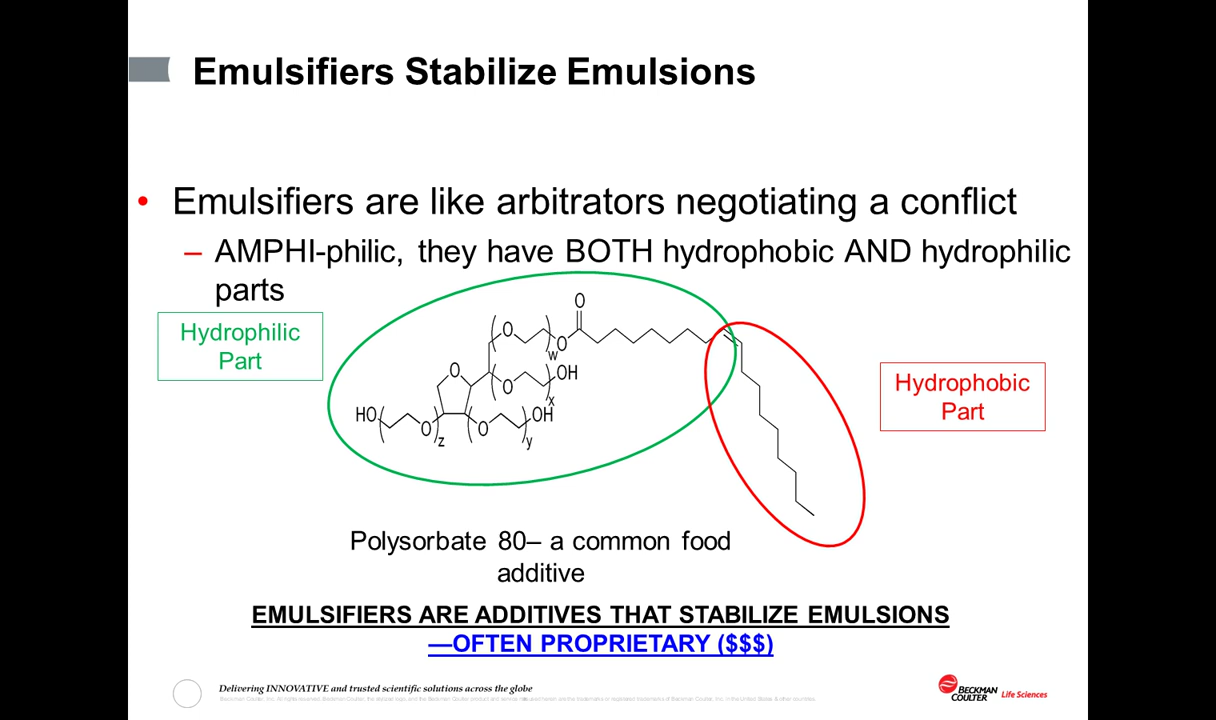 Emulsifiers Stabilize Emulsions
• Emulsifiers are like arbitrators negotiating a conflict
– AMPHI-philic, they have BOTH hydrophobic AND hydrophilic
parts
Hydrophilic
Part
O
O
O
w
O
OH
O
x
HO
O
z
O
OH
y
Hydrophobic
Part
Polysorbate 80– a common food
additive
EMULSIFIERS ARE ADDITIVES THAT STABILIZE EMULSIONS
—OFTEN PROPRIETARY ($$$)
Delivering INNOVATIVE and trusted scientific solutions across the globe
BECKMAN
COULTER
Life Sciences